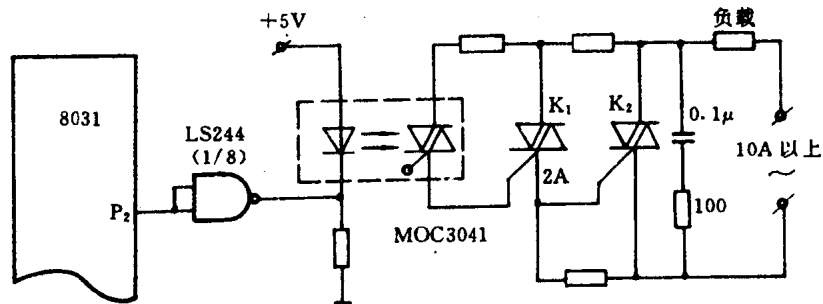 +5V
负载
8031
LS244
(1/8)
K₁
K₂
0.1μ
10A 以上
~
2A
P₂
100
MOC3041